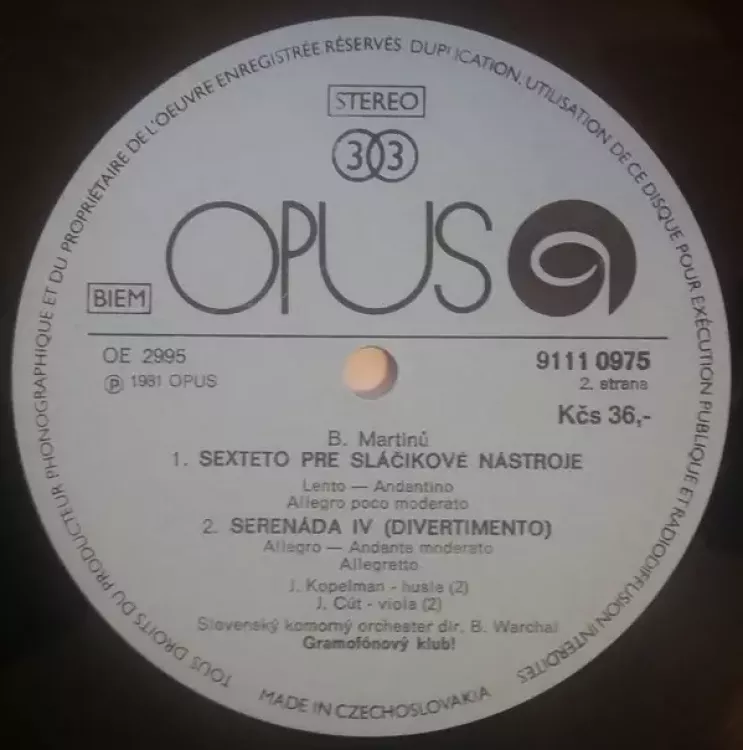 TOUS DROITS DU PRODUCTEUR PHONOGRAPHIQUE ET DU PROPRIÉTAIRE DE L'OEUVRE ENREGISTRÉE RÉSERVÉS DUPLICATION, UTILISATION DE CE DISQUE POUR EXÉCUTION PUBLIQUE ET RADIODIFFUSION INTERDITES
STEREO
33
OPUS
BIEM
OE 2995
9111 0975
℗ 1981 OPUS
2. strana
Kčs 36,-
B. Martinů
1. SEXTETO PRE SLÁČIKOVÉ NÁSTROJE
Lento — Andantino
Allegro poco moderato
2. SERENÁDA IV (DIVERTIMENTO)
Allegro — Andante moderato
Allegretto
J. Kopelman - husle (2)
J. Cút - viola (2)
Slovenský komorný orchester dir. B. Warchal
Gramofónový klub!
MADE IN CZECHOSLOVAKIA